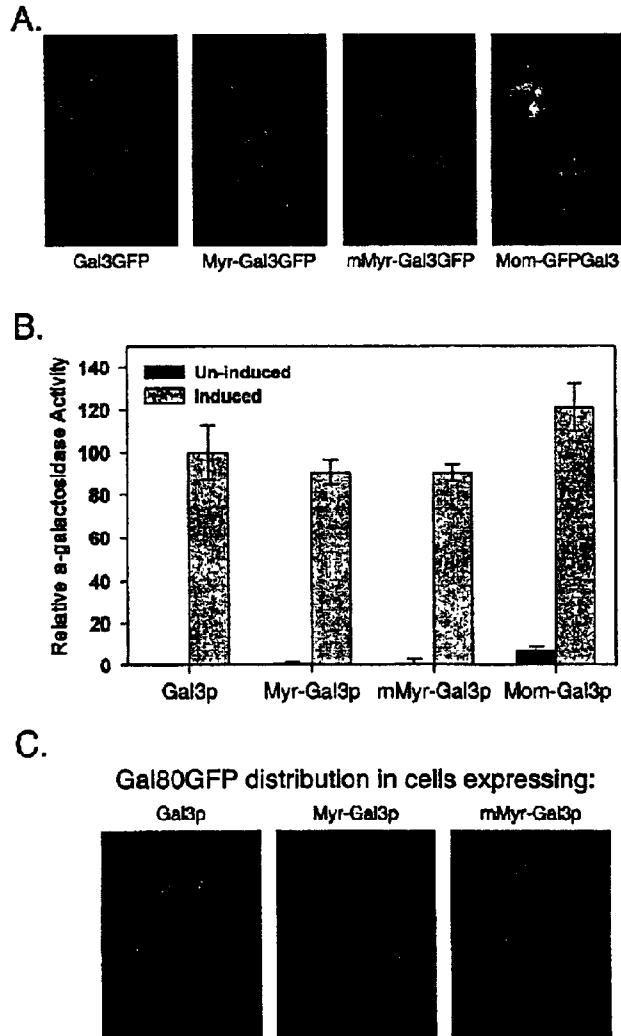 A.
Gal3GFP Myr-Gal3GFP mMyr-Gal3GFP Mom-GFPGal3
B.
Relative a-galactosidase Activity
140
120
100
80
60
40
20
0
Un-induced
Induced
Gal3p Myr-Gal3p mMyr-Gal3p Mom-Gal3p
C.
Gal80GFP distribution in cells expressing:
Gal3p Myr-Gal3p mMyr-Gal3p